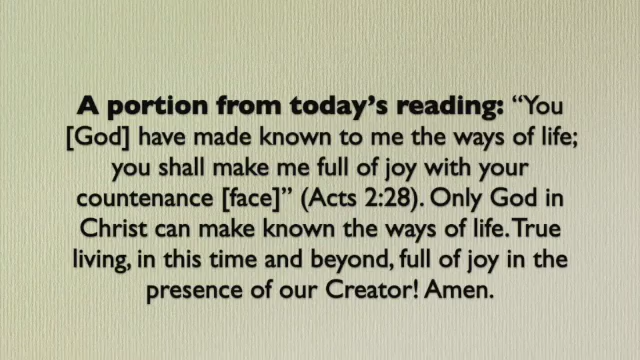 A portion from today’s reading: “You
[God] have made known to me the ways of life;
you shall make me full of joy with your
countenance [face]” (Acts 2:28). Only God in
Christ can make known the ways of life. True
living, in this time and beyond, full of joy in the
presence of our Creator! Amen.